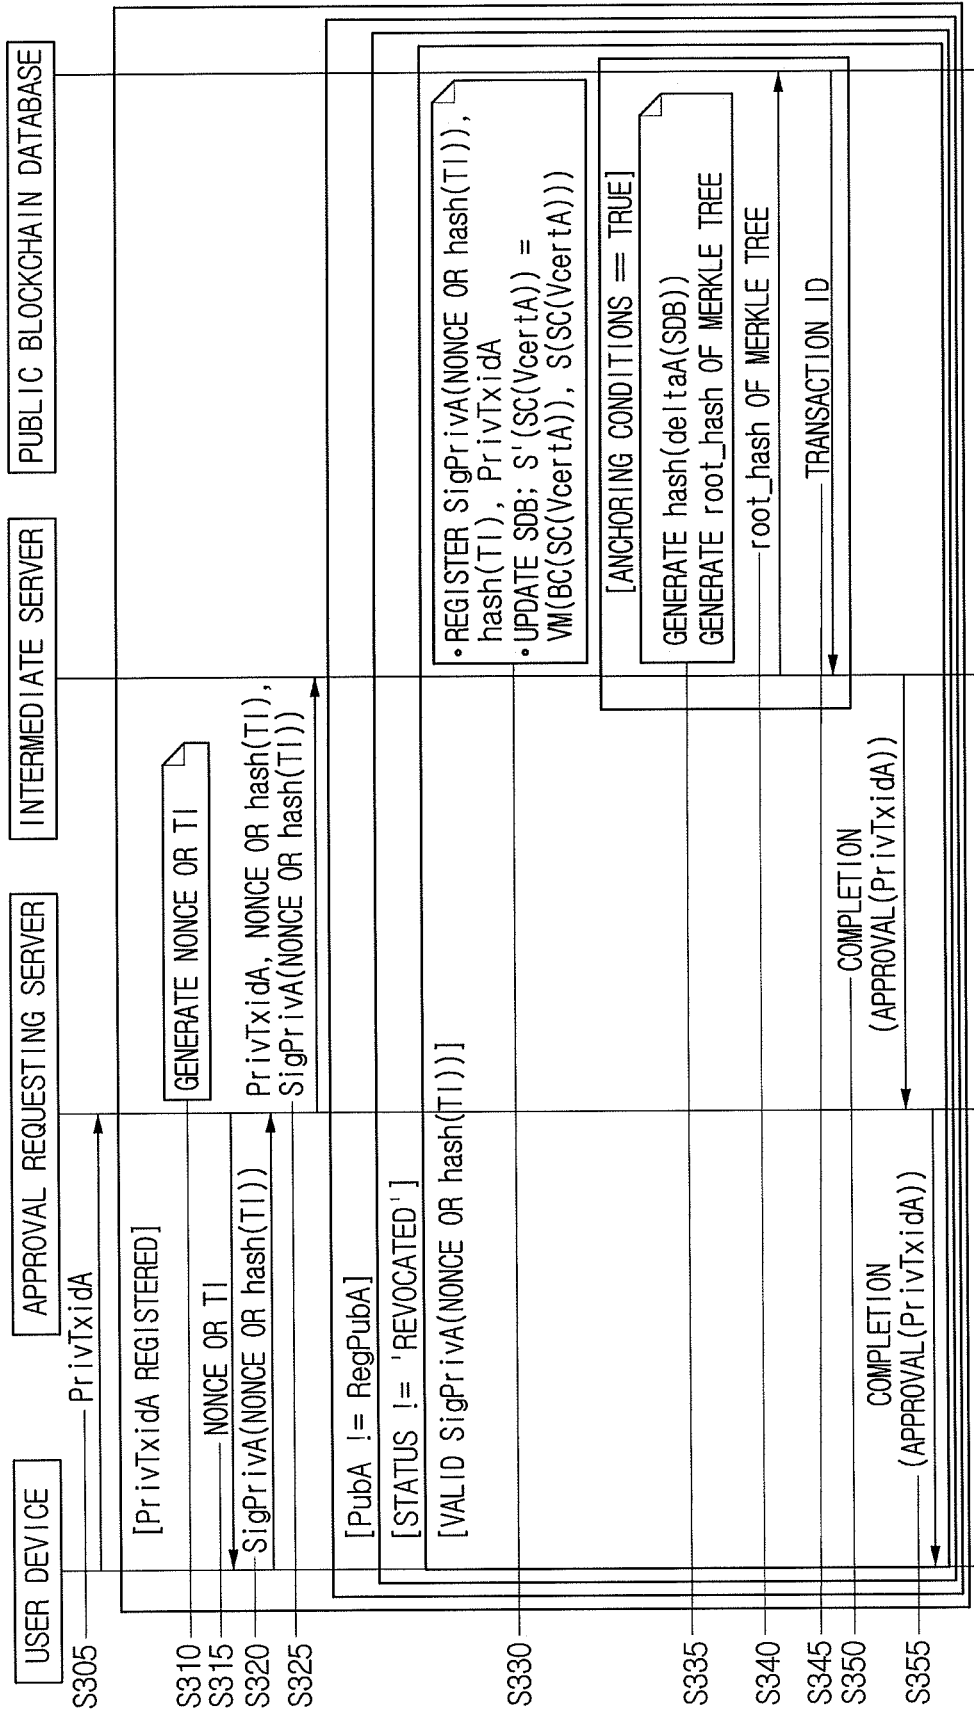 USER DEVICE
APPROVAL REQUESTING SERVER
INTERMEDIATE SERVER
PUBLIC BLOCKCHAIN DATABASE
S305
PrivTxidA
[PrivTxidA REGISTERED]
S310
GENERATE NONCE OR TI
S315
NONCE OR TI
S320
SigPrivA(NONCE OR hash(TI))
S325
PrivTxidA, NONCE OR hash(TI),
SigPrivA(NONCE OR hash(TI))
[PubA != RegPubA]
[STATUS != 'REVOCATED']
[VALID SigPrivA(NONCE OR hash(TI))]
S330
• REGISTER SigPrivA(NONCE OR hash(TI)),
hash(TI), PrivTxidA
• UPDATE SDB; S'(SC(VcertA)) =
VM(BC(SC(VcertA)), S(SC(VcertA)))
[ANCHORING CONDITIONS == TRUE]
S335
GENERATE hash(deltaA(SDB))
GENERATE root_hash OF MERKLE TREE
S340
root_hash OF MERKLE TREE
S345
TRANSACTION ID
S350
COMPLETION
(APPROVAL(PrivTxidA))
S355
COMPLETION
(APPROVAL(PrivTxidA))